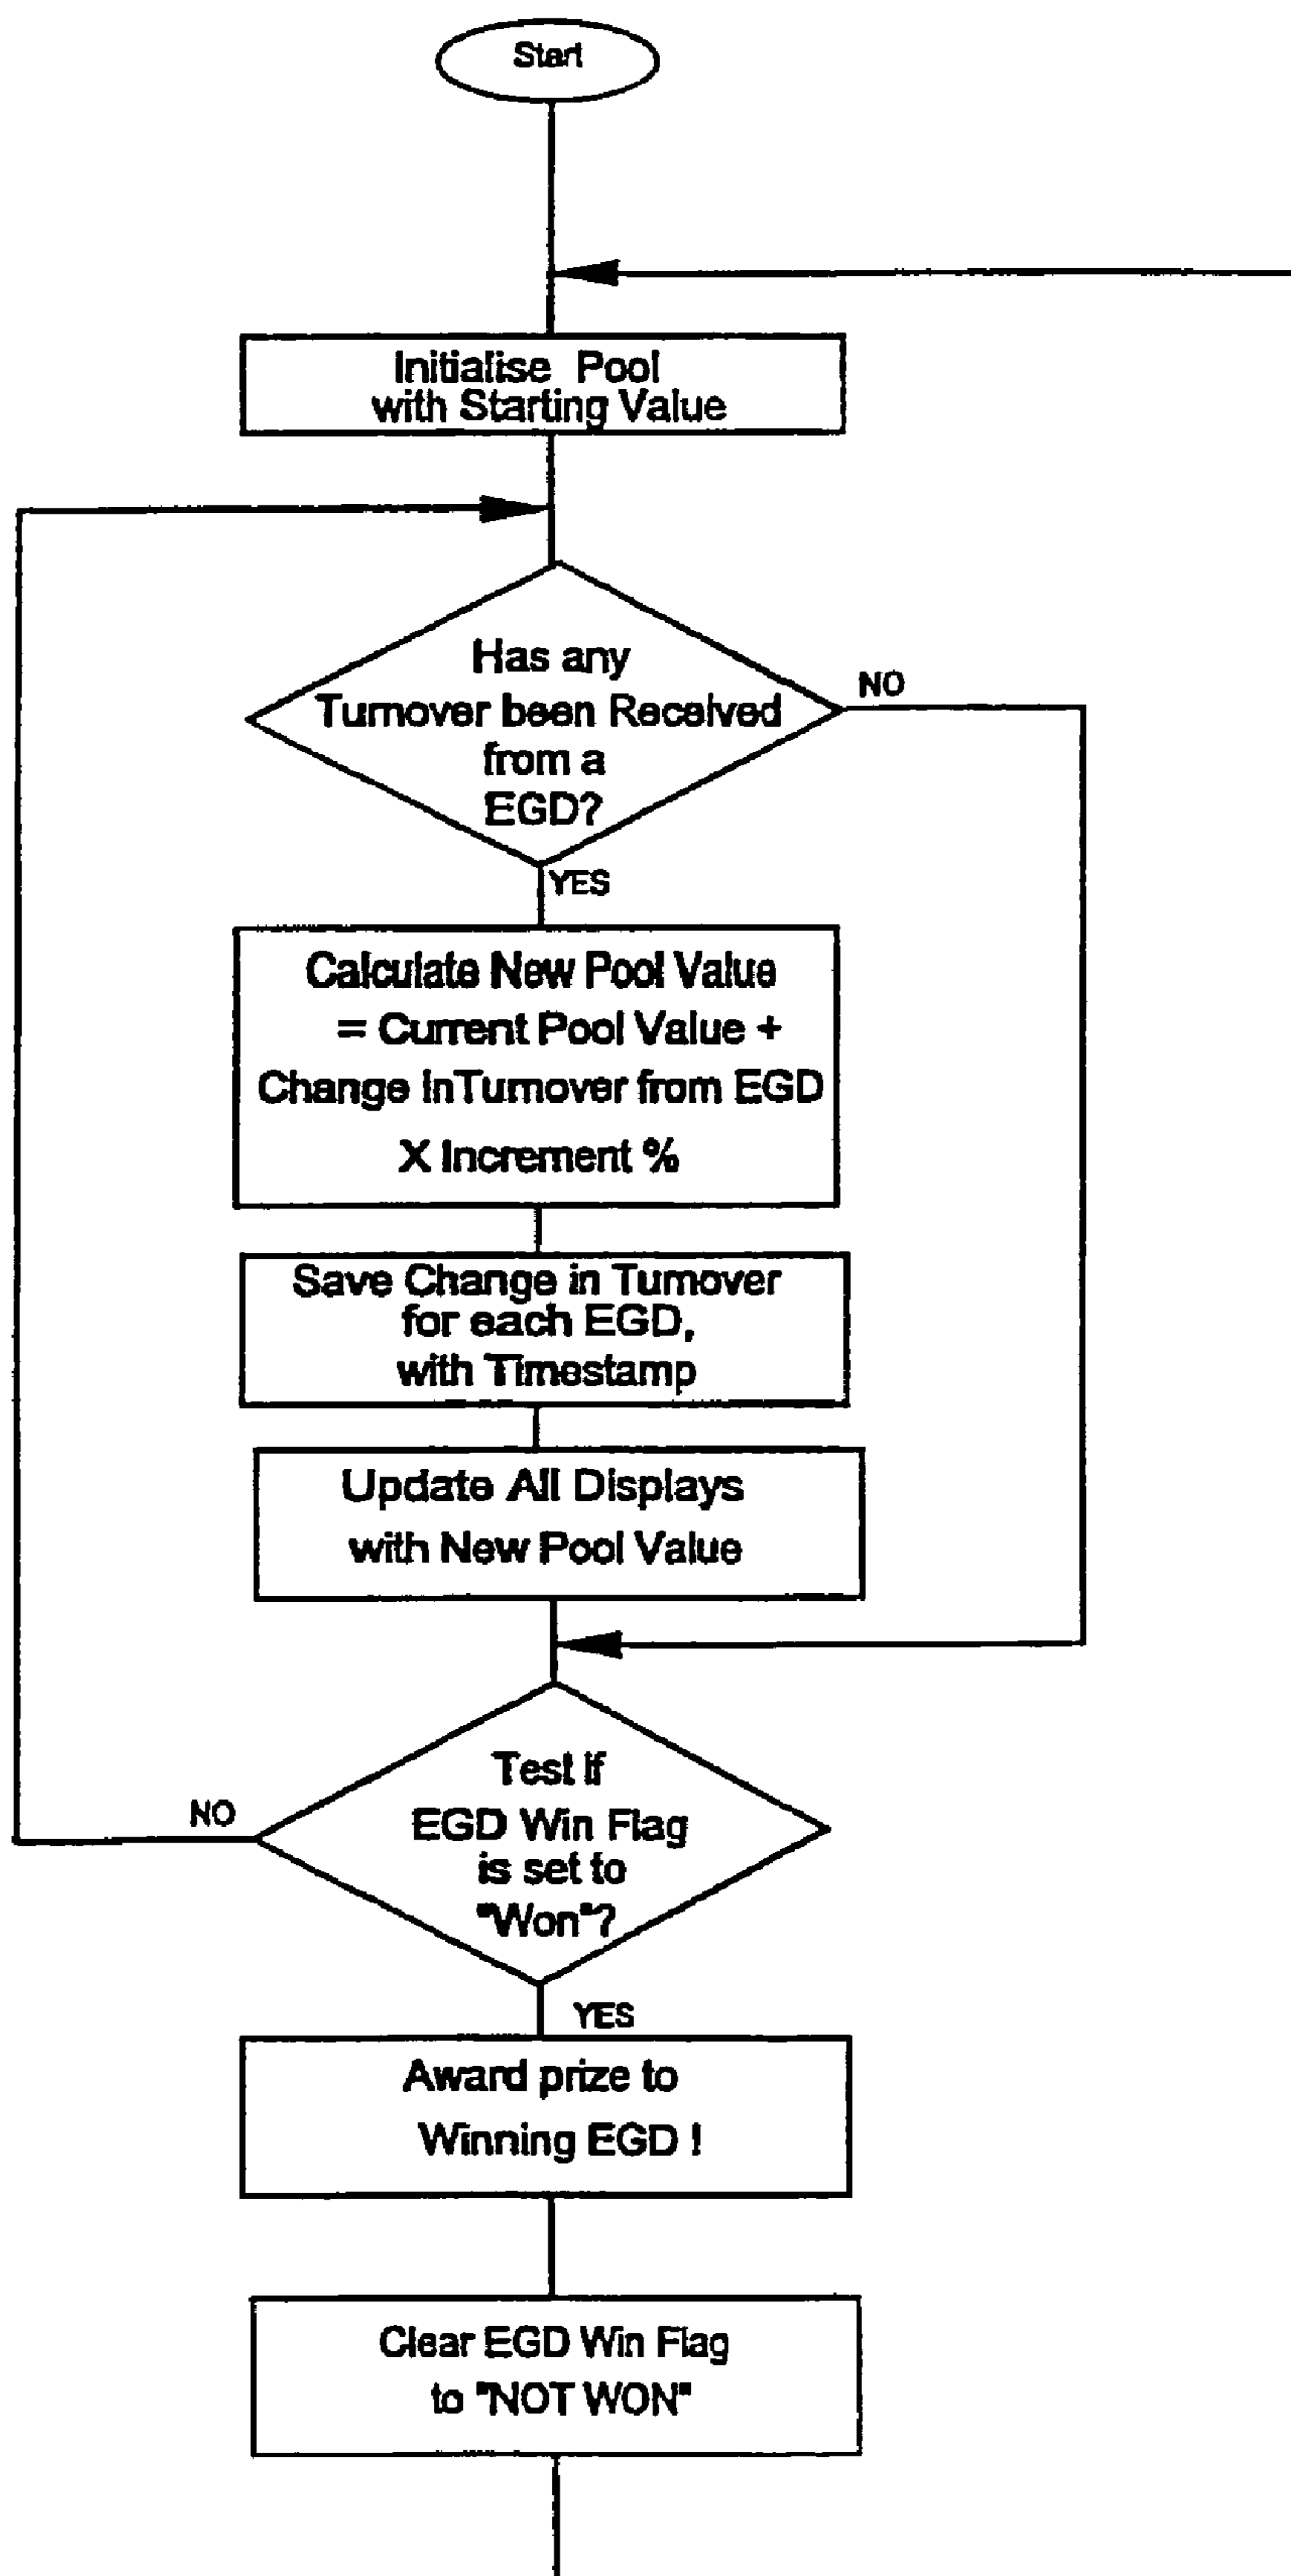 Start
Initialise Pool
with Starting Value
Has any
Turnover been Received
from a
EGD?
NO
YES
Calculate New Pool Value
= Current Pool Value +
Change InTurnover from EGD
X Increment %
Save Change in Turnover
for each EGD,
with Timestamp
Update All Displays
with New Pool Value
Test if
EGD Win Flag
is set to
"Won"?
NO
YES
Award prize to
Winning EGD !
Clear EGD Win Flag
to "NOT WON"